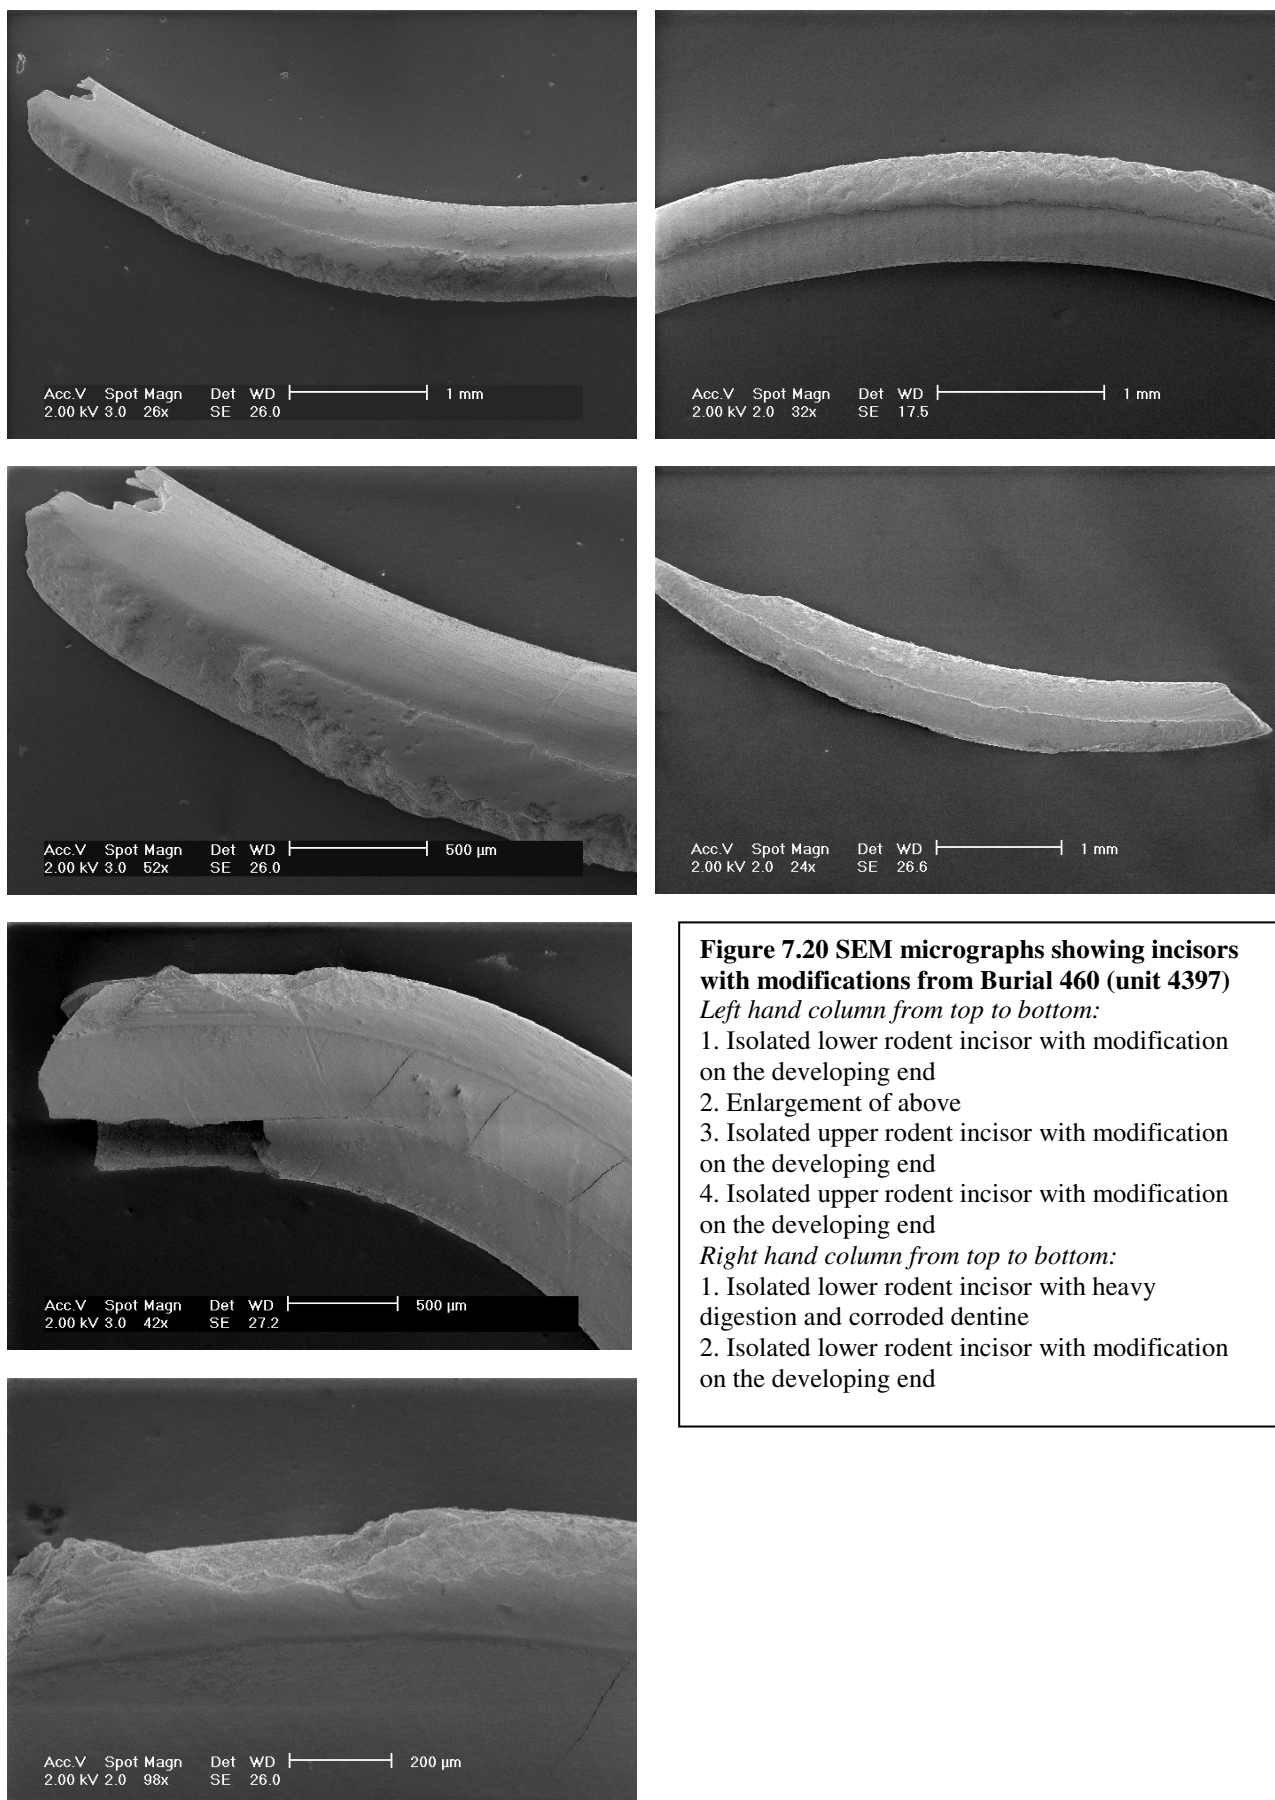 Acc.V Spot Magn Det WD 1 mm
2.00 kV 3.0 26x SE 26.0
Acc.V Spot Magn Det WD 1 mm
2.00 kV 2.0 32x SE 17.5
Acc.V Spot Magn Det WD 500 µm
2.00 kV 3.0 52x SE 26.0
Acc.V Spot Magn Det WD 1 mm
2.00 kV 2.0 24x SE 26.6
Acc.V Spot Magn Det WD 500 µm
2.00 kV 3.0 42x SE 27.2
Acc.V Spot Magn Det WD 200 µm
2.00 kV 2.0 98x SE 26.0
Figure 7.20 SEM micrographs showing incisors
with modifications from Burial 460 (unit 4397)
Left hand column from top to bottom:
1. Isolated lower rodent incisor with modification
on the developing end
2. Enlargement of above
3. Isolated upper rodent incisor with modification
on the developing end
4. Isolated upper rodent incisor with modification
on the developing end
Right hand column from top to bottom:
1. Isolated lower rodent incisor with heavy
digestion and corroded dentine
2. Isolated lower rodent incisor with modification
on the developing end